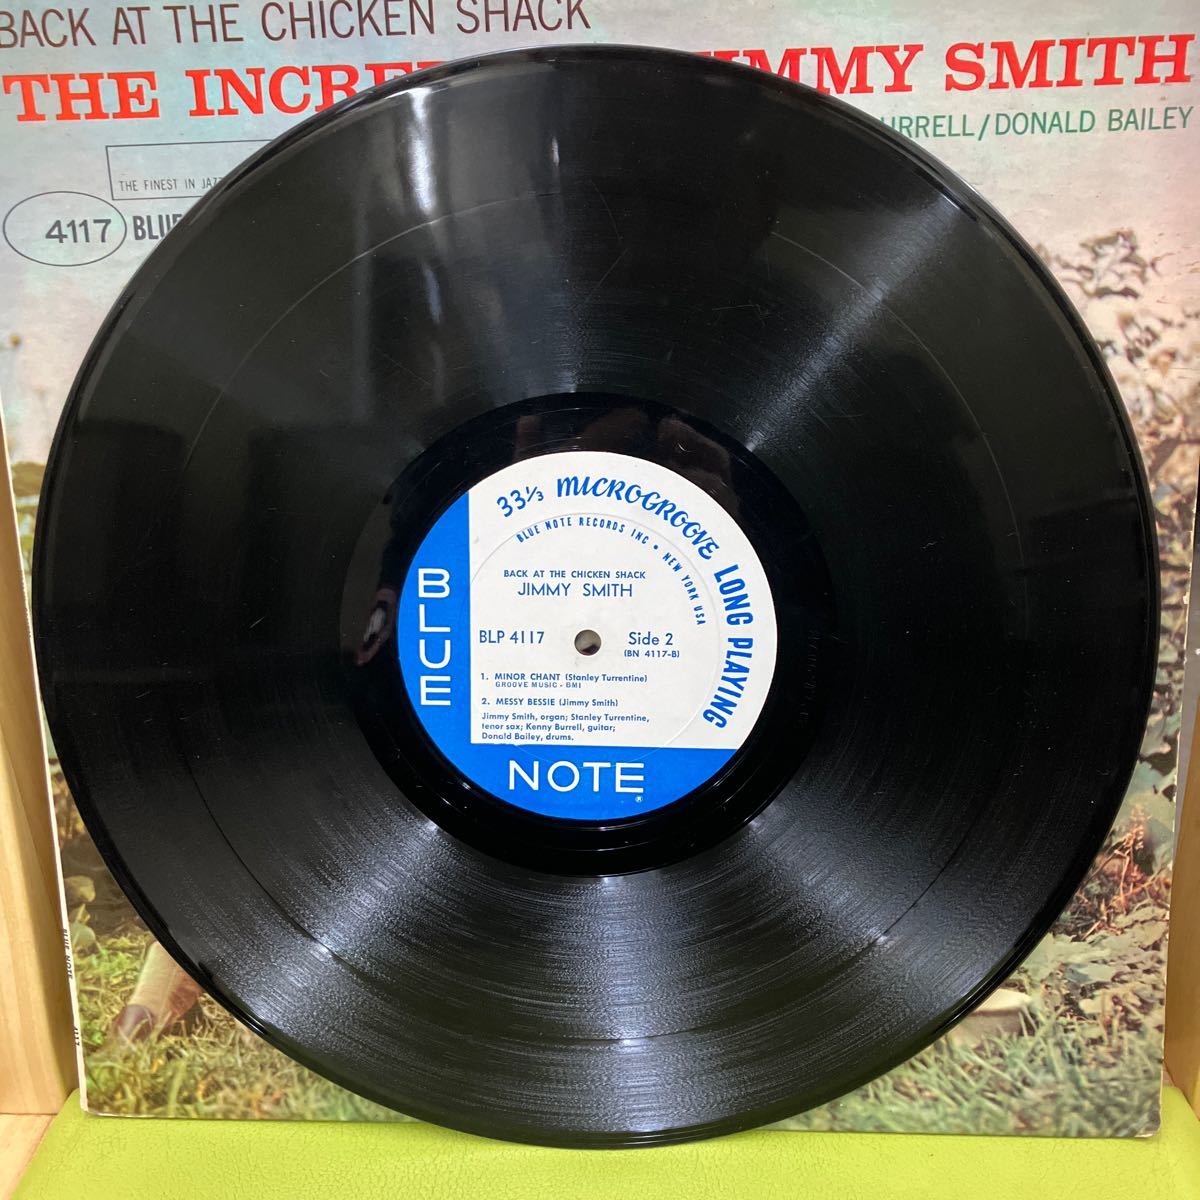 BACK AT THE CHICKEN SHACK
THE JIMMY SMITH
/DONALD BAILEY
THE FINEST IN JAZZ
4117
33⅓ MICROGROOVE LONG PLAYING
BLUE NOTE RECORDS INC • NEW YORK USA
BACK AT THE CHICKEN SHACK
JIMMY SMITH
BLP 4117 Side 2
(BN 4117-B)
1. MINOR CHANT (Stanley Turrentine)
GROOVE MUSIC - BMI
2. MESSY BESSIE (Jimmy Smith)
Jimmy Smith, organ; Stanley Turrentine,
tenor sax; Kenny Burrell, guitar;
Donald Bailey, drums.
BLUE
NOTE®
BLUE NOTE 4117